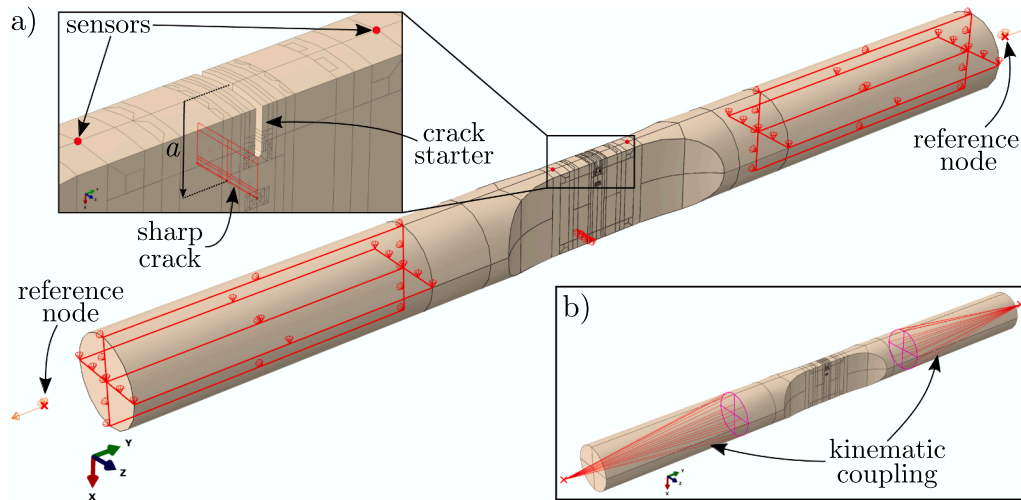 a)
sensors
a
crack
starter
sharp
crack
reference
node
reference
node
b)
kinematic
coupling
Y
Z
X